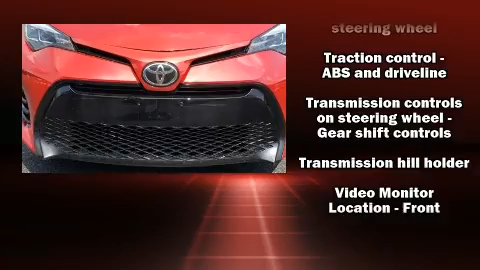 steering wheel
Traction control -
ABS and driveline
Transmission controls
on steering wheel -
Gear shift controls
Transmission hill holder
Video Monitor
Location - Front